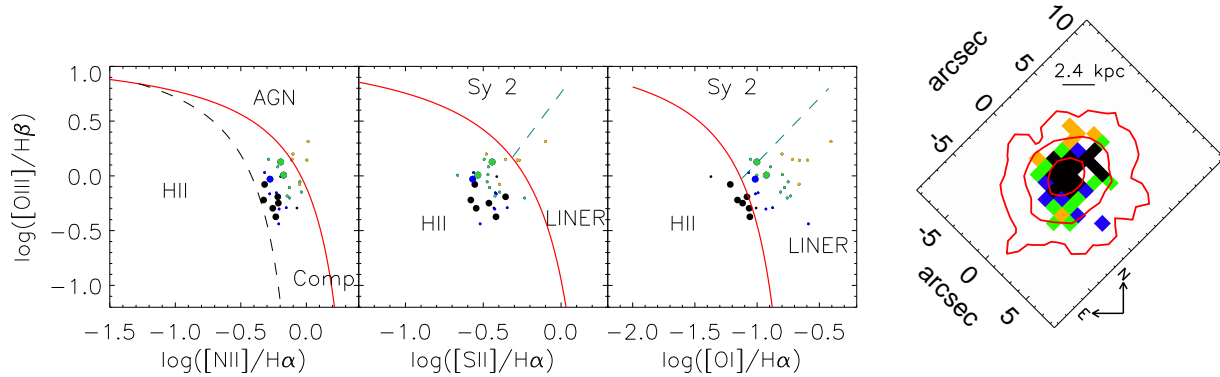 log([OIII]/Hβ)
1.0
0.5
0.0
−0.5
−1.0
AGN
HII
Comp
−1.5 −1.0 −0.5 0.0
log([NII]/Hα)
Sy 2
HII
LINER
−1.0 −0.5 0.0
log([SII]/Hα)
Sy 2
HII
LINER
−2.0 −1.5 −1.0 −0.5
log([OI]/Hα)
arcsec
10
5
0
−5
2.4 kpc
−5
0
5
arcsec
N
E